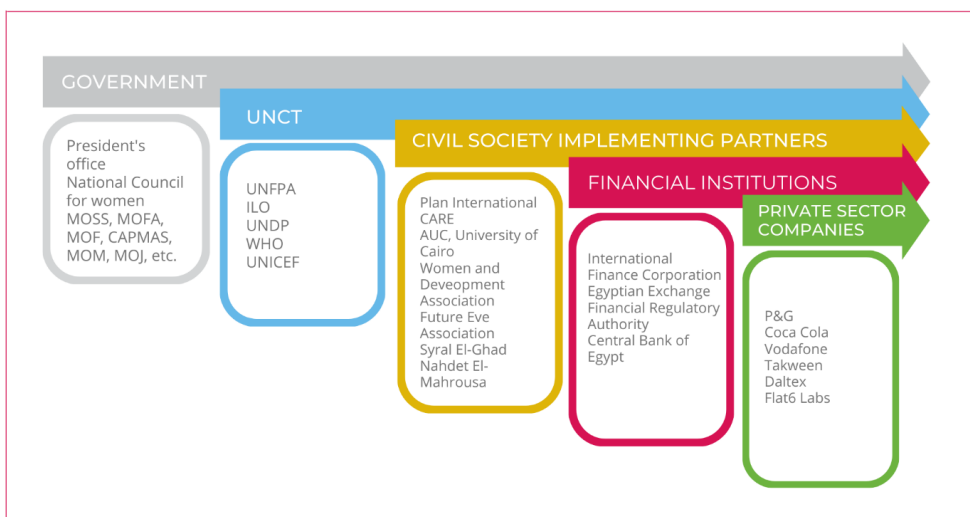 GOVERNMENT
President's
office
National Council
for women
MOSS, MOFA,
MOF, CAPMAS,
MOM, MOJ, etc.
UNCT
UNFPA
ILO
UNDP
WHO
UNICEF
CIVIL SOCIETY IMPLEMENTING PARTNERS
Plan International
CARE
AUC, University of
Cairo
Women and
Deveopment
Association
Future Eve
Association
Syral El-Ghad
Nahdet El-
Mahrousa
FINANCIAL INSTITUTIONS
International
Finance Corporation
Egyptian Exchange
Financial Regulatory
Authority
Central Bank of
Egypt
PRIVATE SECTOR
COMPANIES
P&G
Coca Cola
Vodafone
Takween
Daltex
Flat6 Labs